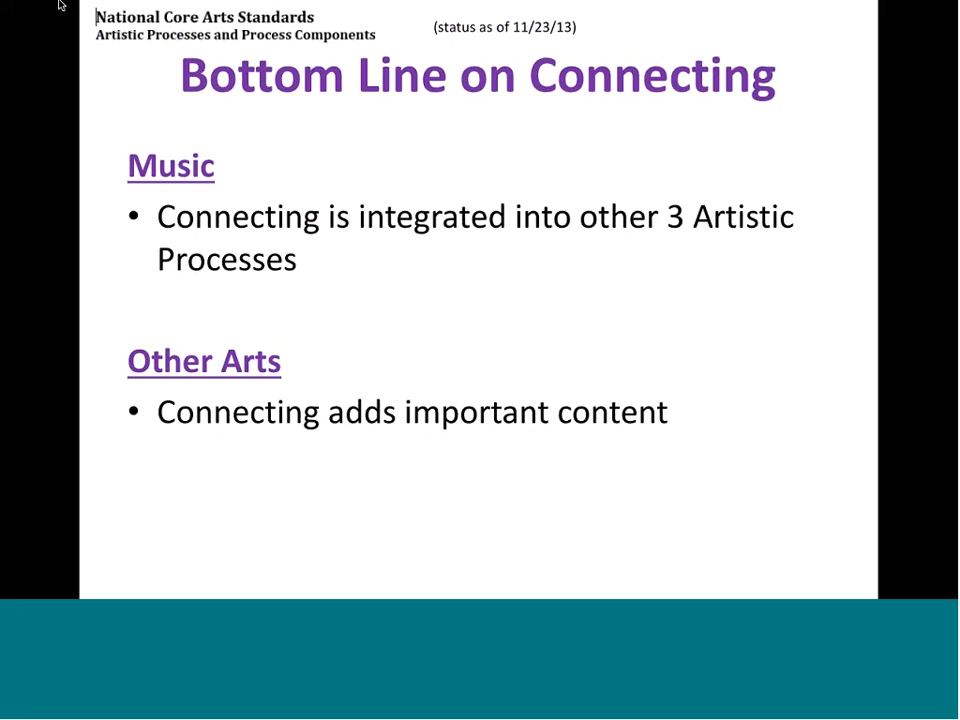 National Core Arts Standards
Artistic Processes and Process Components
(status as of 11/23/13)
Bottom Line on Connecting
Music
• Connecting is integrated into other 3 Artistic
Processes
Other Arts
• Connecting adds important content